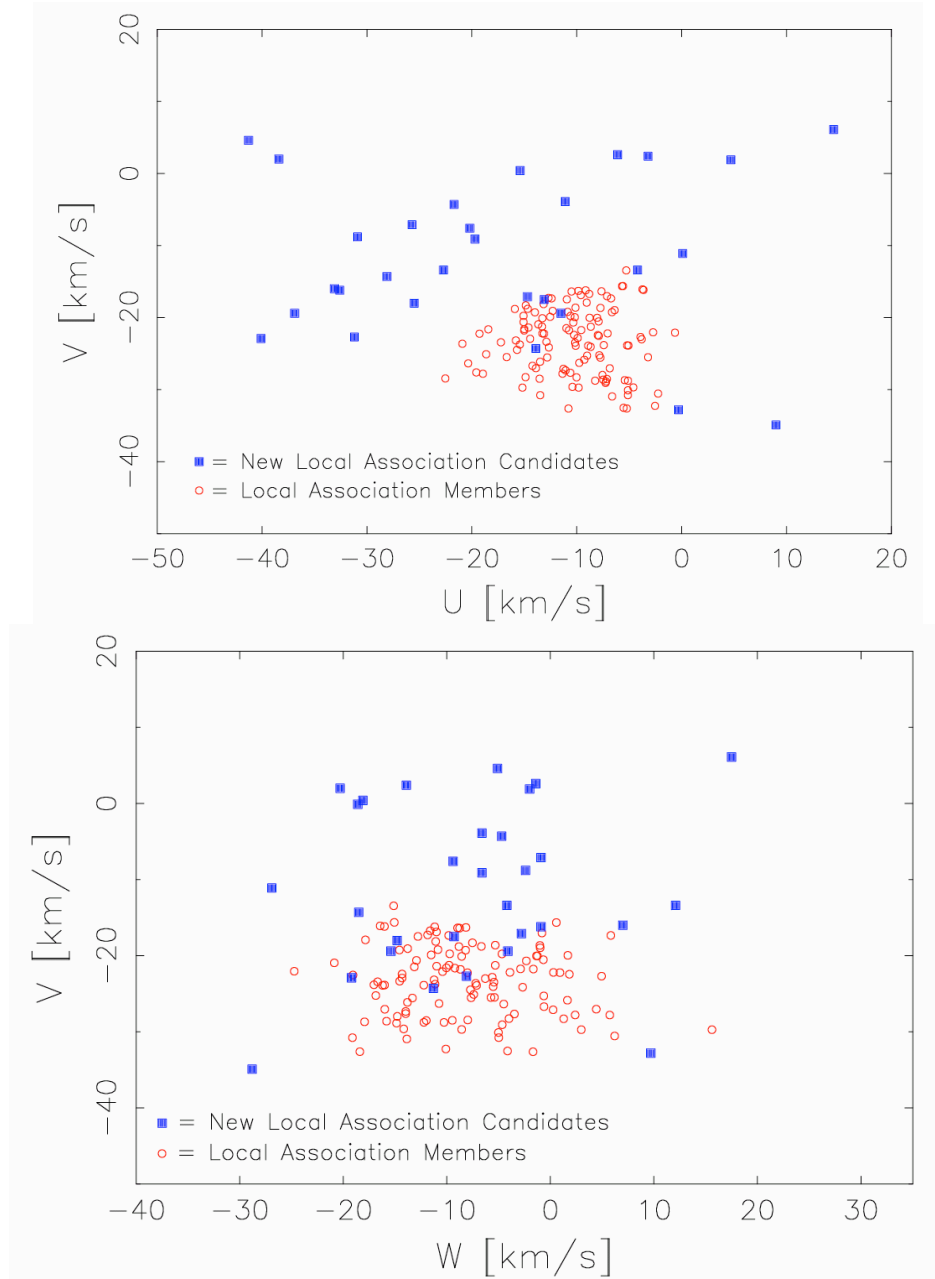 20
0
−20
−40
V [km/s]
= New Local Association Candidates
= Local Association Members
−50 −40 −30 −20 −10 0 10 20
U [km/s]
20
0
−20
−40
V [km/s]
= New Local Association Candidates
= Local Association Members
−40 −30 −20 −10 0 10 20 30
W [km/s]